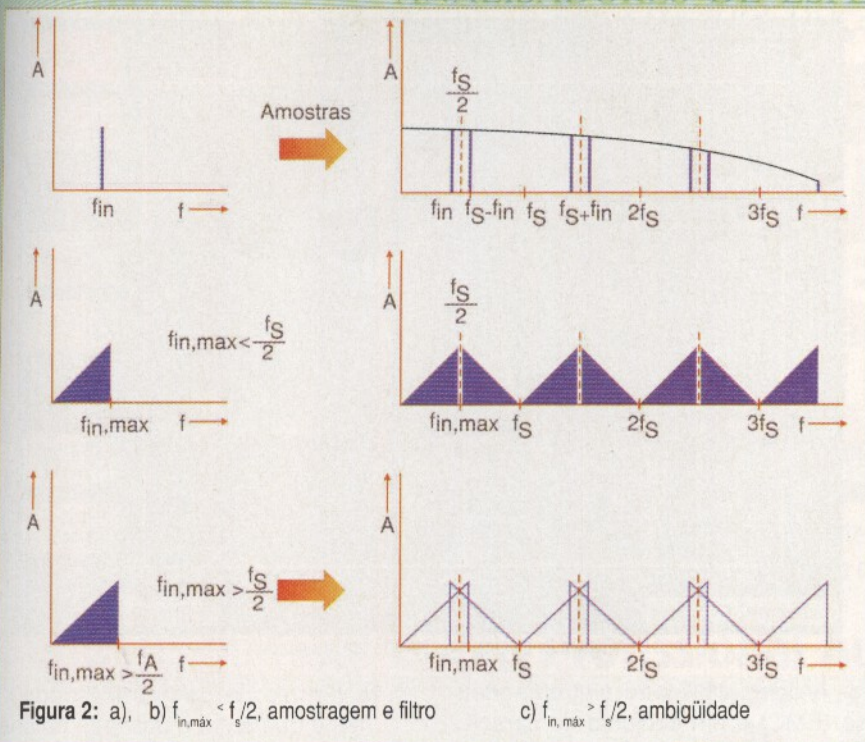 A
fin
f
Amostras
A
fS
2
fin fS-fin fS fS+fin 2fS 3fS f
A
fin,max<fS
2
fin,max f
A
fS
2
fin,max fS 2fS 3fS f
A
fin,max >fS
2
fin,max >fA
2
f
A
fin,max fS 2fS 3fS f
Figura 2: a), b) fin,máx < fs/2, amostragem e filtro c) fin, máx > fs/2, ambigüidade